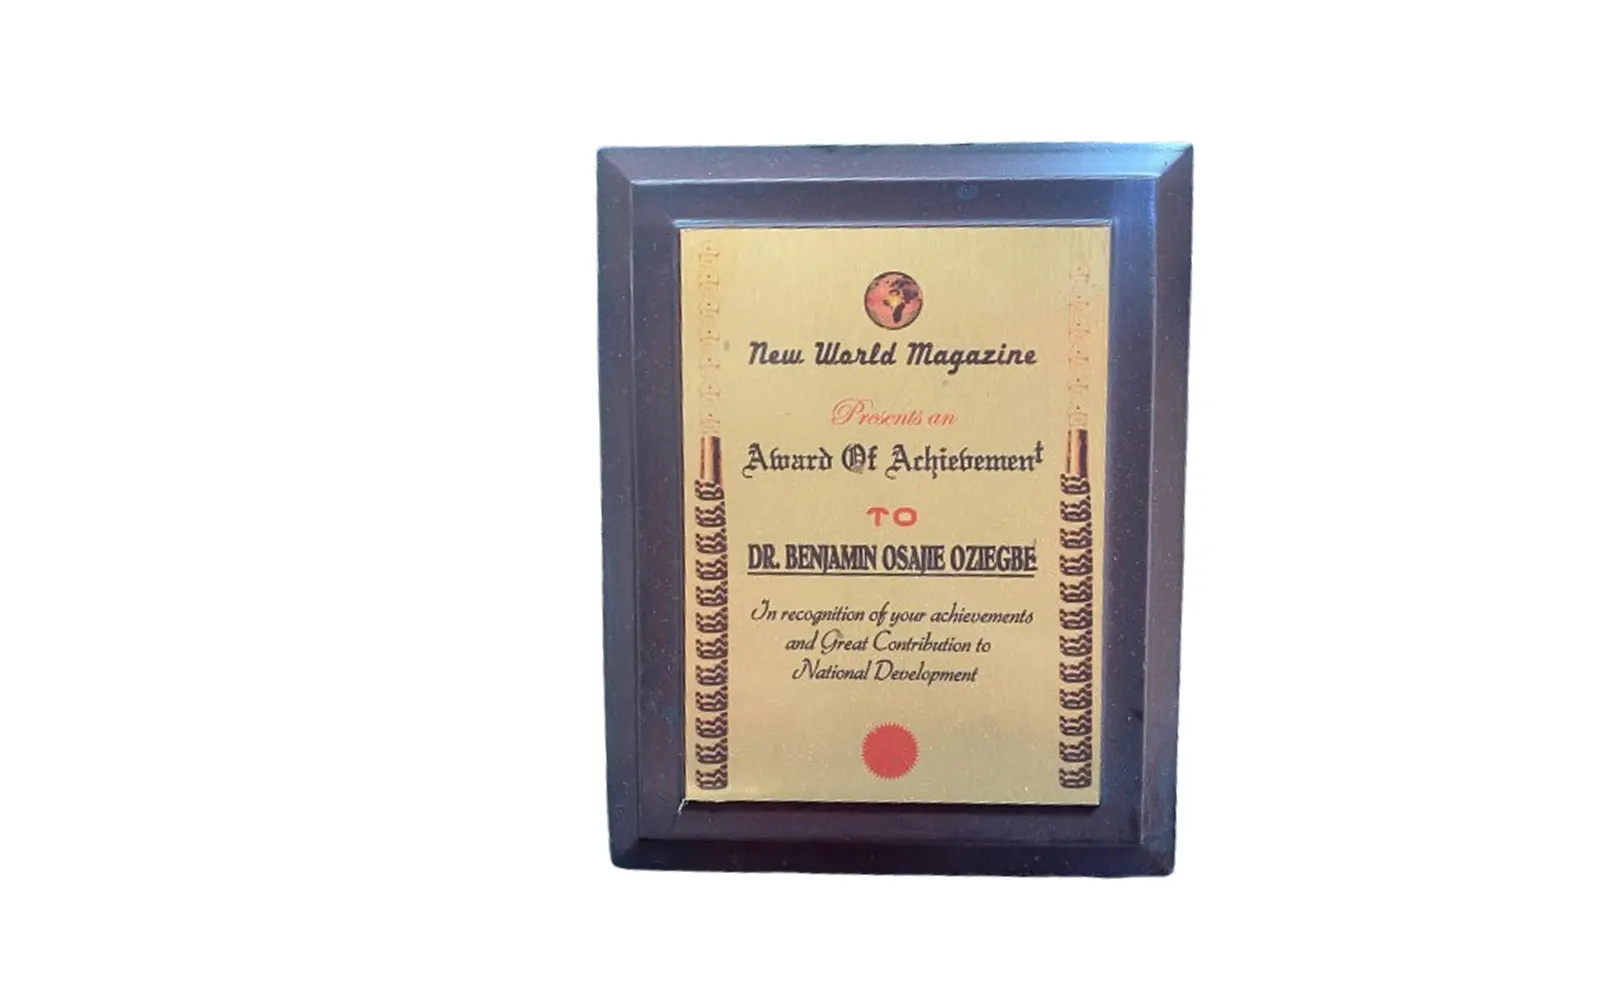 New World Magazine
Presents an
Award Of Achievement
TO
DR. BENJAMIN OSAJIE OZIEGBE
In recognition of your achievements
and Great Contribution to
National Development